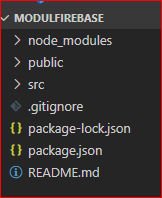 MODULFIREBASE
node_modules
public
src
.gitignore
package-lock.json
package.json
README.md